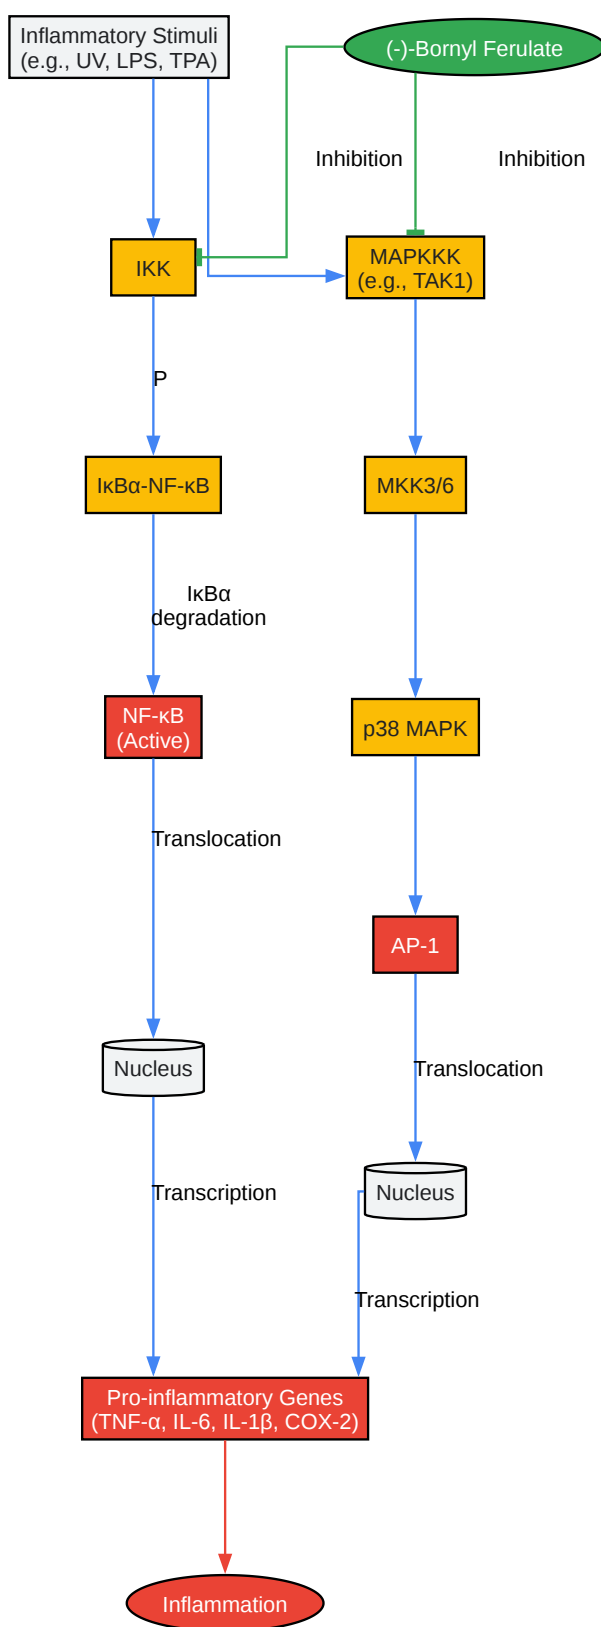 Inflammatory Stimuli
(e.g., UV, LPS, TPA)
(-)-Bornyl Ferulate
Inhibition
Inhibition
IKK
MAPKKK
(e.g., TAK1)
P
IκBα-NF-κB
MKK3/6
IκBα
degradation
NF-κB
(Active)
p38 MAPK
Translocation
AP-1
Nucleus
Translocation
Transcription
Nucleus
Transcription
Pro-inflammatory Genes
(TNF-α, IL-6, IL-1β, COX-2)
Inflammation